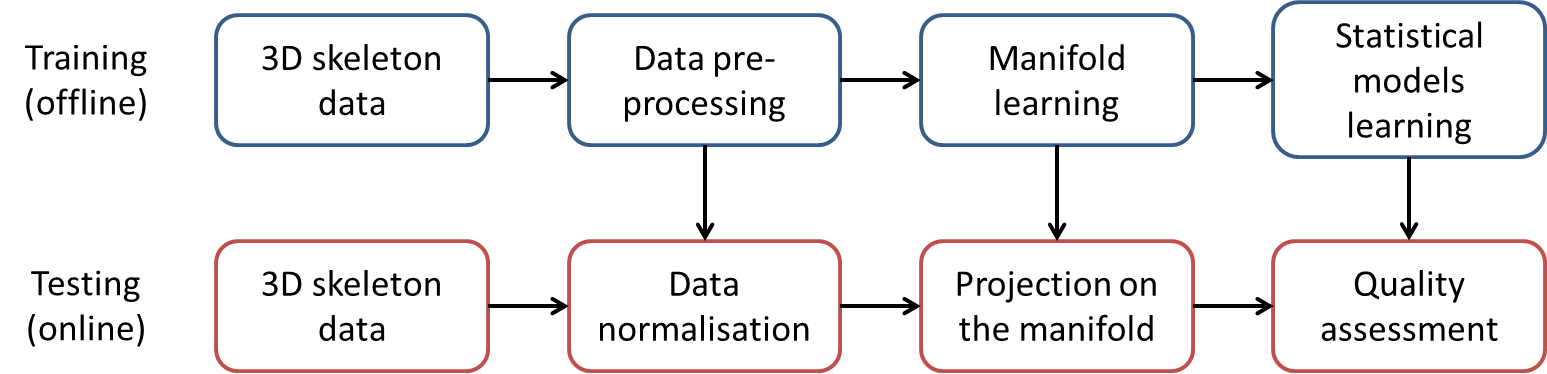 Training
(offline)
3D skeleton
data
Data pre-
processing
Manifold
learning
Statistical
models
learning
Testing
(online)
3D skeleton
data
Data
normalisation
Projection on
the manifold
Quality
assessment